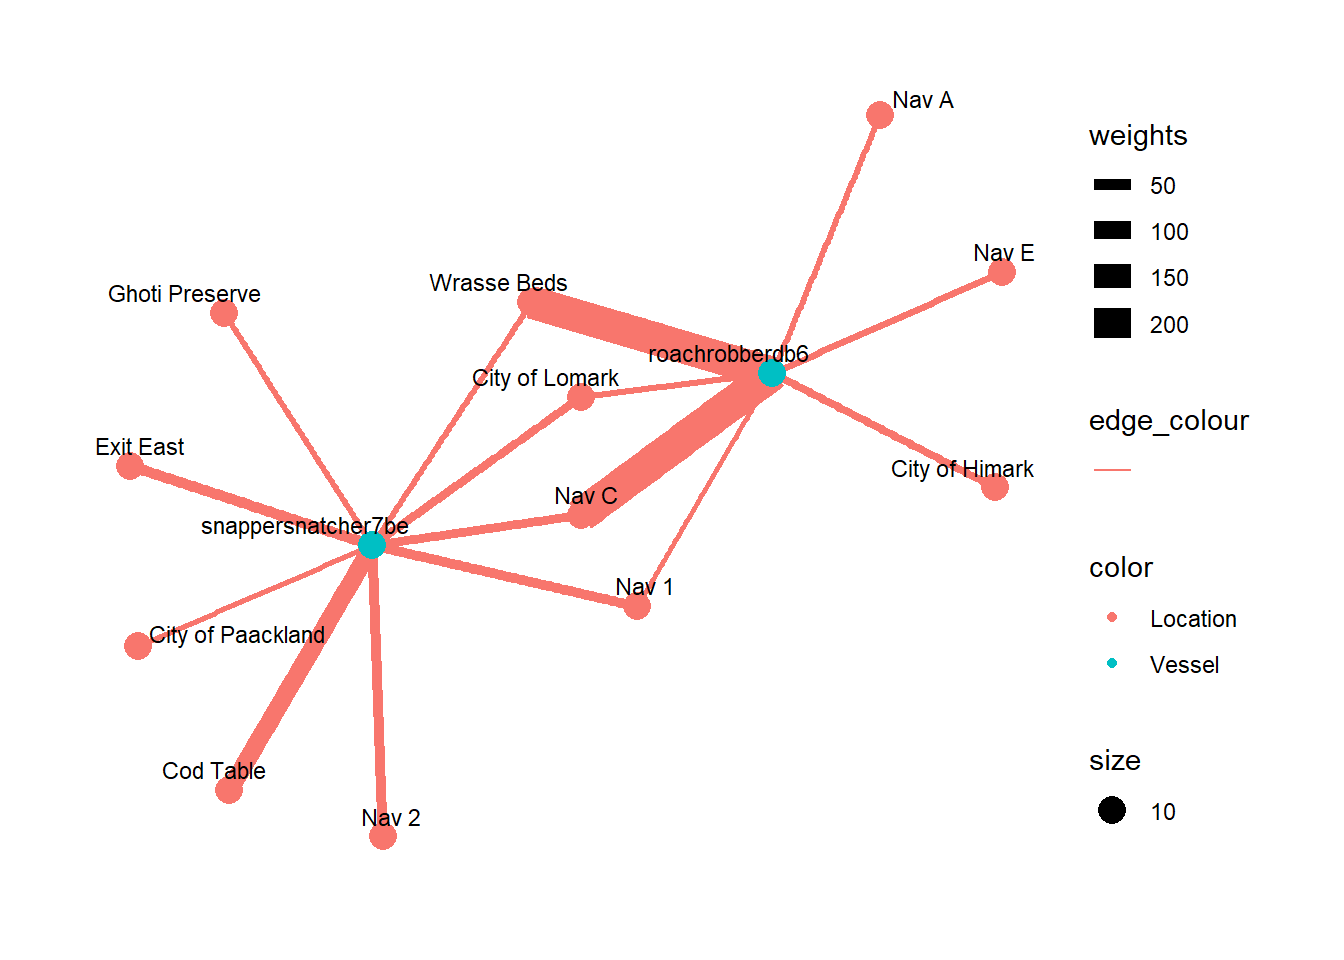 Nav A
Nav E
Wrasse Beds
Ghoti Preserve
roachrobberdb6
City of Lomark
Exit East
City of Himark
Nav C
snappersnatcher7be
Nav 1
City of Paackland
Cod Table
Nav 2
weights
50
100
150
200
edge_colour
color
Location
Vessel
size
10